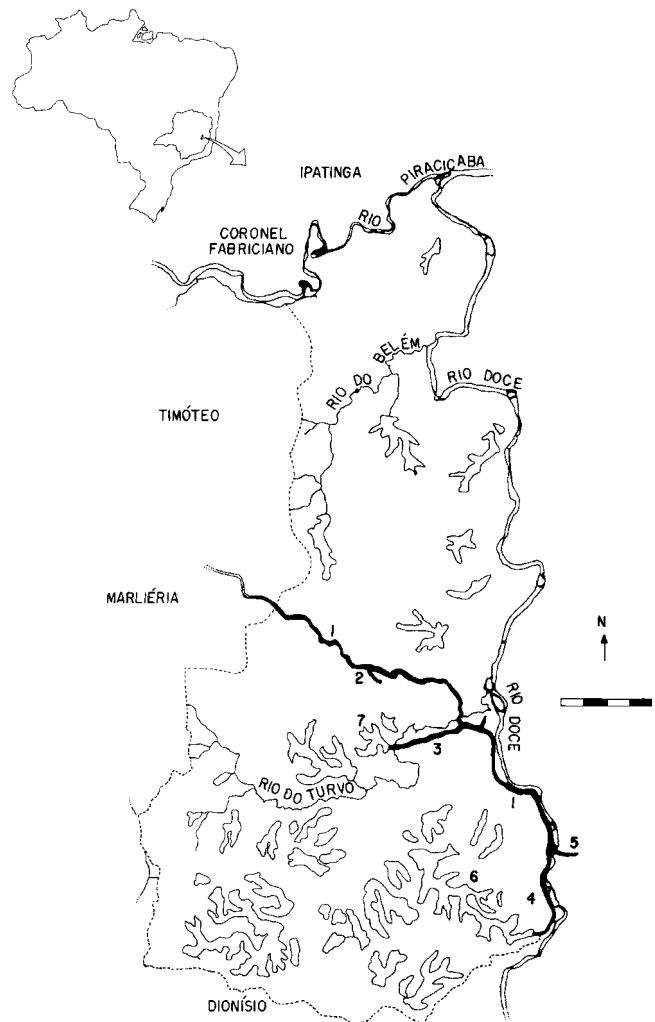 IPATINGA
RIO PIRACICABA
CORONEL
FABRICIANO
RIO DO BELÉM
RIO DOCE
TIMÓTEO
MARLIÉRIA
N
1
2
RIO DOCE
7
3
RIO DO TURVO
1
5
6
4
DIONÍSIO